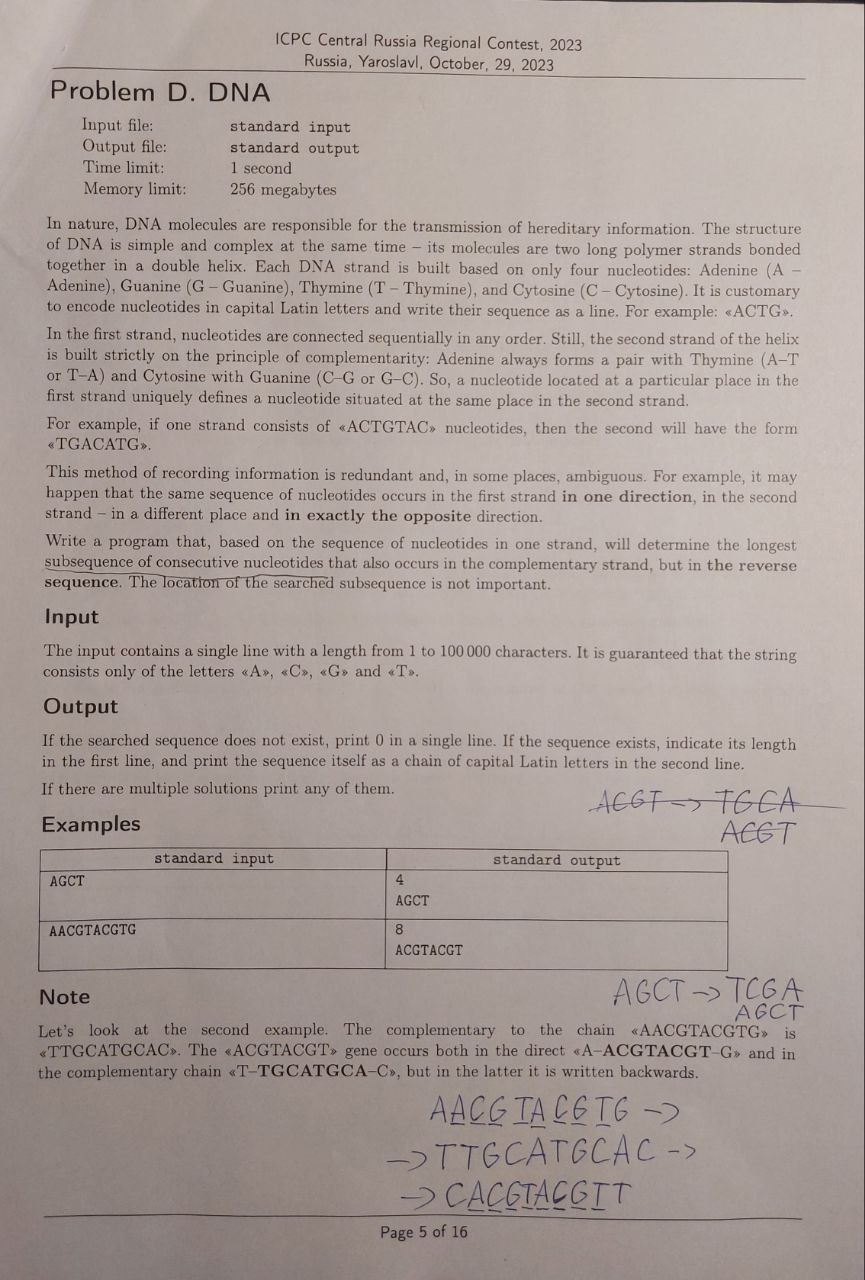 ICPC Central Russia Regional Contest, 2023
Russia, Yaroslavl, October, 29, 2023
Problem D. DNA
Input file: standard input
Output file: standard output
Time limit: 1 second
Memory limit: 256 megabytes
In nature, DNA molecules are responsible for the transmission of hereditary information. The structure
of DNA is simple and complex at the same time – its molecules are two long polymer strands bonded
together in a double helix. Each DNA strand is built based on only four nucleotides: Adenine (A –
Adenine), Guanine (G – Guanine), Thymine (T – Thymine), and Cytosine (C – Cytosine). It is customary
to encode nucleotides in capital Latin letters and write their sequence as a line. For example: «ACTG».
In the first strand, nucleotides are connected sequentially in any order. Still, the second strand of the helix
is built strictly on the principle of complementarity: Adenine always forms a pair with Thymine (A–T
or T–A) and Cytosine with Guanine (C–G or G–C). So, a nucleotide located at a particular place in the
first strand uniquely defines a nucleotide situated at the same place in the second strand.
For example, if one strand consists of «ACTGTAC» nucleotides, then the second will have the form
«TGACATG».
This method of recording information is redundant and, in some places, ambiguous. For example, it may
happen that the same sequence of nucleotides occurs in the first strand in one direction, in the second
strand – in a different place and in exactly the opposite direction.
Write a program that, based on the sequence of nucleotides in one strand, will determine the longest
subsequence of consecutive nucleotides that also occurs in the complementary strand, but in the reverse
sequence. The location of the searched subsequence is not important.
Input
The input contains a single line with a length from 1 to 100 000 characters. It is guaranteed that the string
consists only of the letters «A», «C», «G» and «T».
Output
If the searched sequence does not exist, print 0 in a single line. If the sequence exists, indicate its length
in the first line, and print the sequence itself as a chain of capital Latin letters in the second line.
If there are multiple solutions print any of them.
ACGT -> TGCA
ACGT
Examples
standard input standard output
AGCT 4
AGCT
AACGTACGTG 8
ACGTACGT
AGCT -> TCGA
AGCT
Note
Let's look at the second example. The complementary to the chain «AACGTACGTG» is
«TTGCATGCAC». The «ACGTACGT» gene occurs both in the direct «A–ACGTACGT–G» and in
the complementary chain «T–TGCATGCA–C», but in the latter it is written backwards.
AACGTACGTG ->
-> TTGCATGCAC ->
-> CACGTACGTT
Page 5 of 16